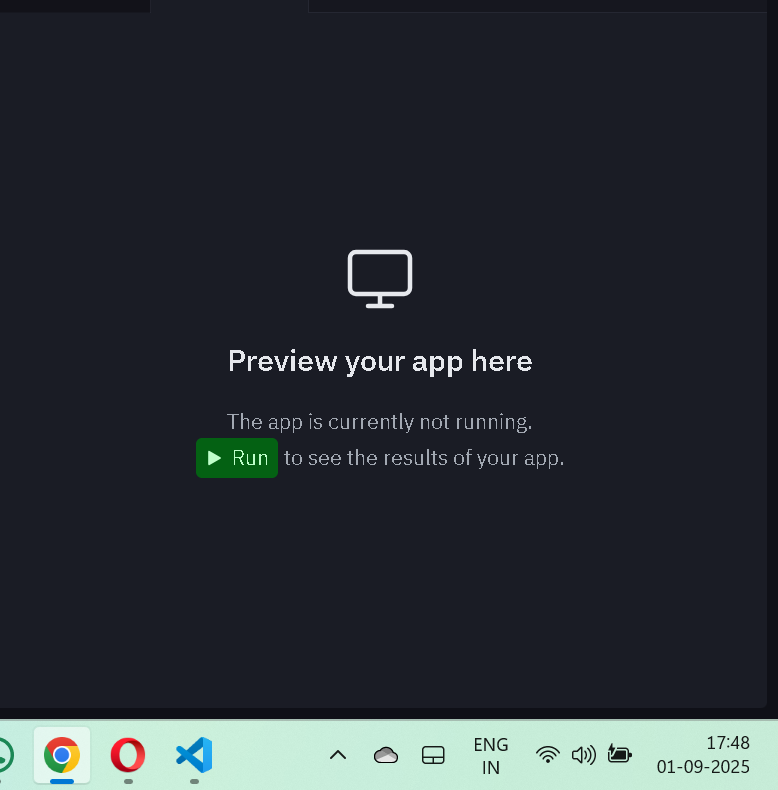 Preview your app here
The app is currently not running.
Run to see the results of your app.
ENG
IN
17:48
01-09-2025